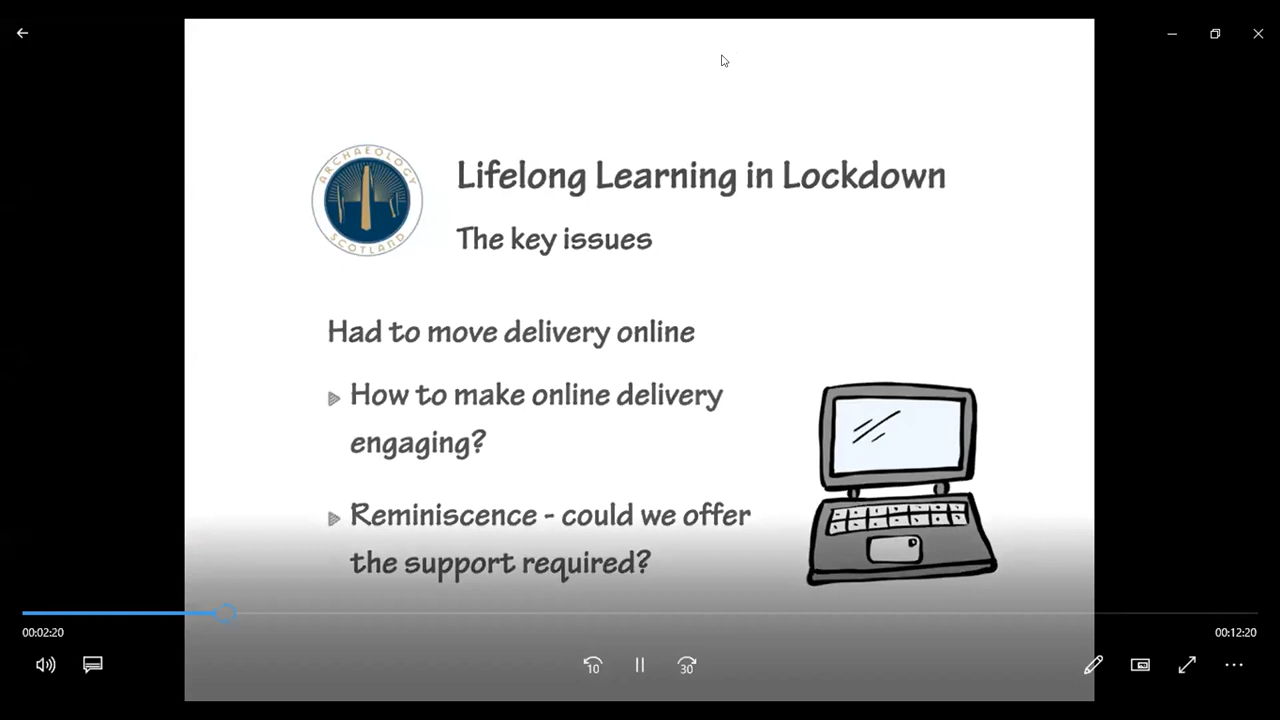 ARCHAEOLOGY
SCOTLAND
Lifelong Learning in Lockdown
The key issues
Had to move delivery online
How to make online delivery
engaging?
Reminiscence - could we offer
the support required?
00:02:20
00:12:20
10
30